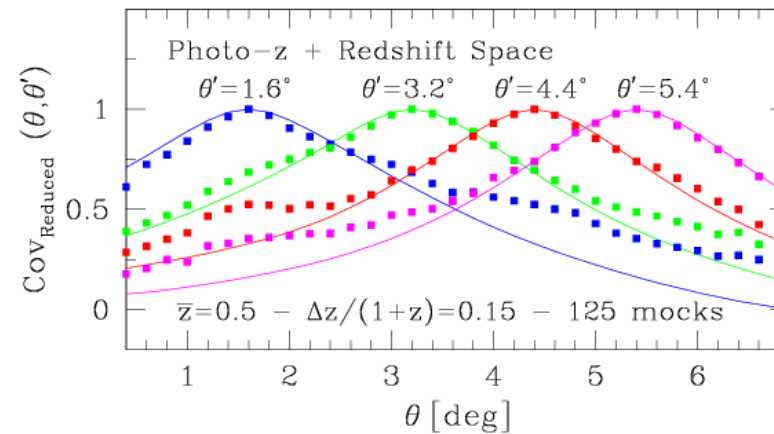 Photo-z + Redshift Space
θ′=1.6° θ′=3.2° θ′=4.4° θ′=5.4°
1
0.5
0
Cov_Reduced (θ,θ′)
z̅=0.5 − Δz/(1+z)=0.15 − 125 mocks
1 2 3 4 5 6
θ [deg]